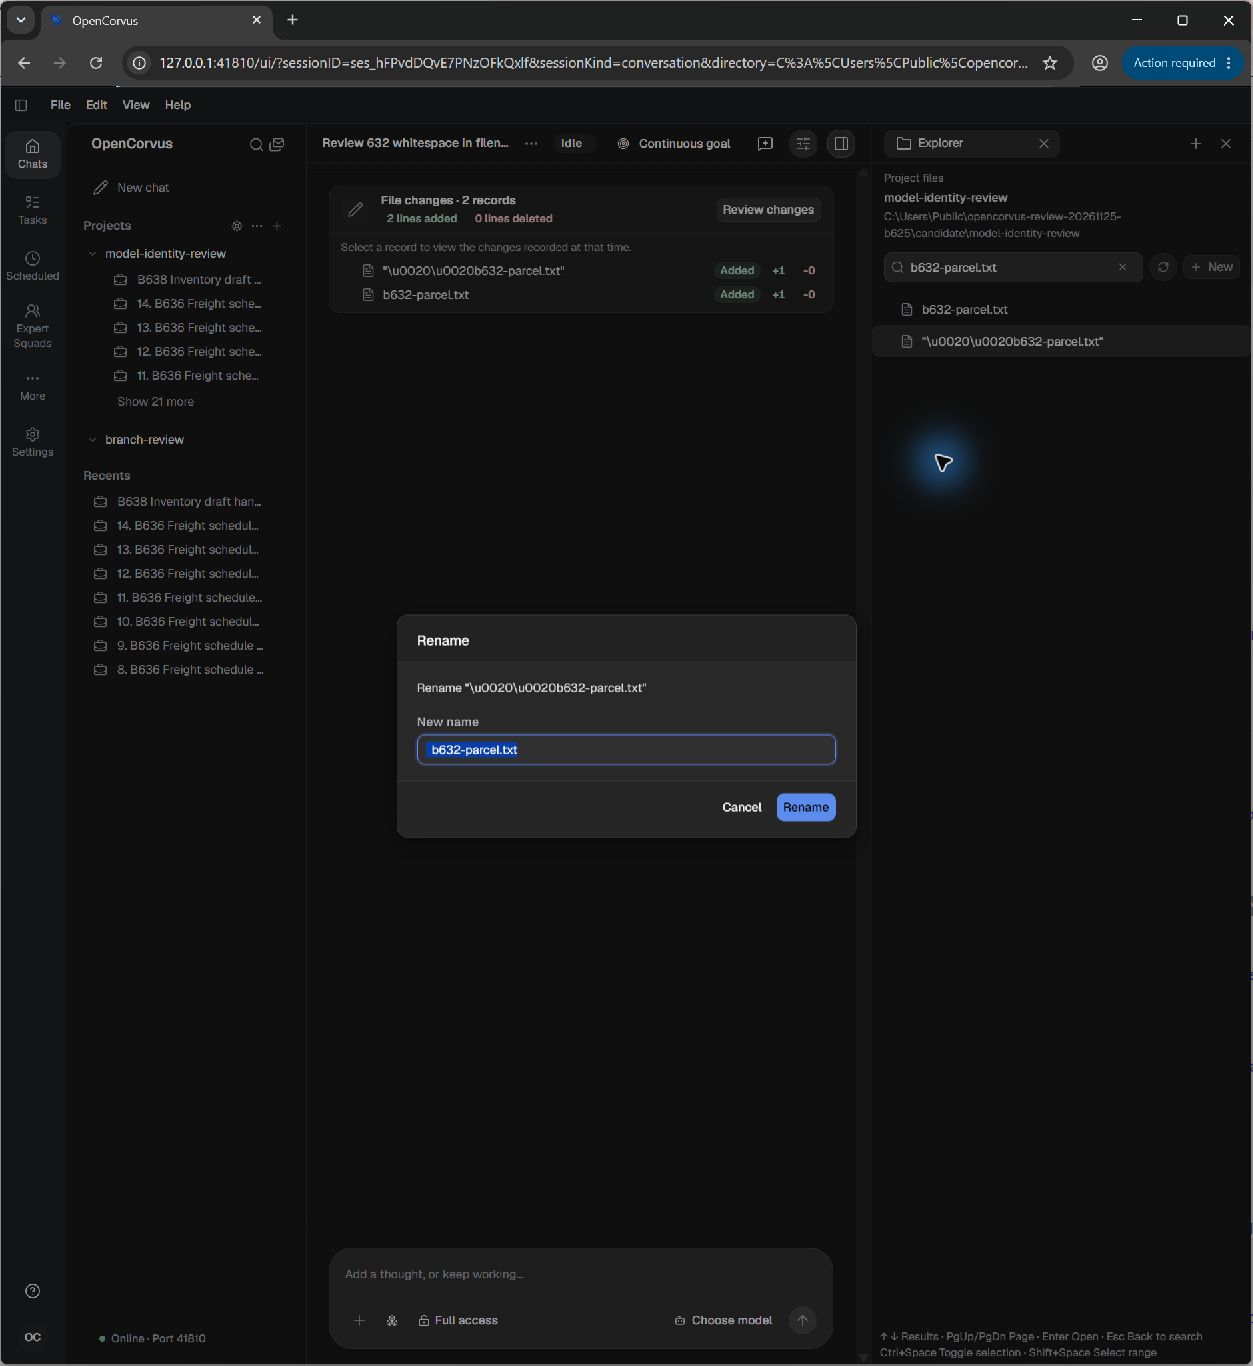 OpenCorvus
127.0.0.1:41810/ui/?sessionID=ses_hFPvdDQvE7PNzOFkQxlf&sessionKind=conversation&directory=C%3A%5CUsers%5CPublic%5Copencor...
Action required
File Edit View Help
Chats
Tasks
Scheduled
Expert
Squads
More
Settings
OC
OpenCorvus
New chat
Projects
model-identity-review
B638 Inventory draft ...
14. B636 Freight sche...
13. B636 Freight sche...
12. B636 Freight sche...
11. B636 Freight sche...
Show 21 more
branch-review
Recents
B638 Inventory draft han...
14. B636 Freight schedul...
13. B636 Freight schedul...
12. B636 Freight schedul...
11. B636 Freight schedule...
10. B636 Freight schedul...
9. B636 Freight schedule ...
8. B636 Freight schedule ...
Online · Port 41810
Review 632 whitespace in filen... ··· Idle Continuous goal
File changes · 2 records
2 lines added 0 lines deleted
Review changes
Select a record to view the changes recorded at that time.
"\u0020\u0020b632-parcel.txt" Added +1 -0
b632-parcel.txt Added +1 -0
Rename
Rename "\u0020\u0020b632-parcel.txt"
New name
b632-parcel.txt
Cancel Rename
Add a thought, or keep working...
Full access Choose model
Explorer
Project files
model-identity-review
C:\Users\Public\opencorvus-review-20261125-
b625\candidate\model-identity-review
b632-parcel.txt
+ New
b632-parcel.txt
"\u0020\u0020b632-parcel.txt"
↑ ↓ Results · PgUp/PgDn Page · Enter Open · Esc Back to search
Ctrl+Space Toggle selection · Shift+Space Select range